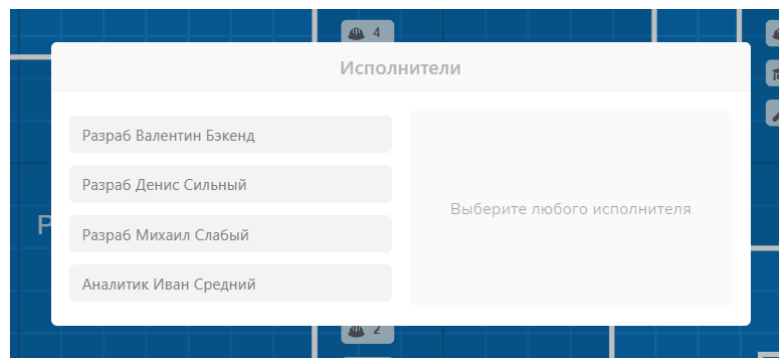 4
Исполнители
Разраб Валентин Бэкенд
Разраб Денис Сильный
Разраб Михаил Слабый
Аналитик Иван Средний
Выберите любого исполнителя
Р
2